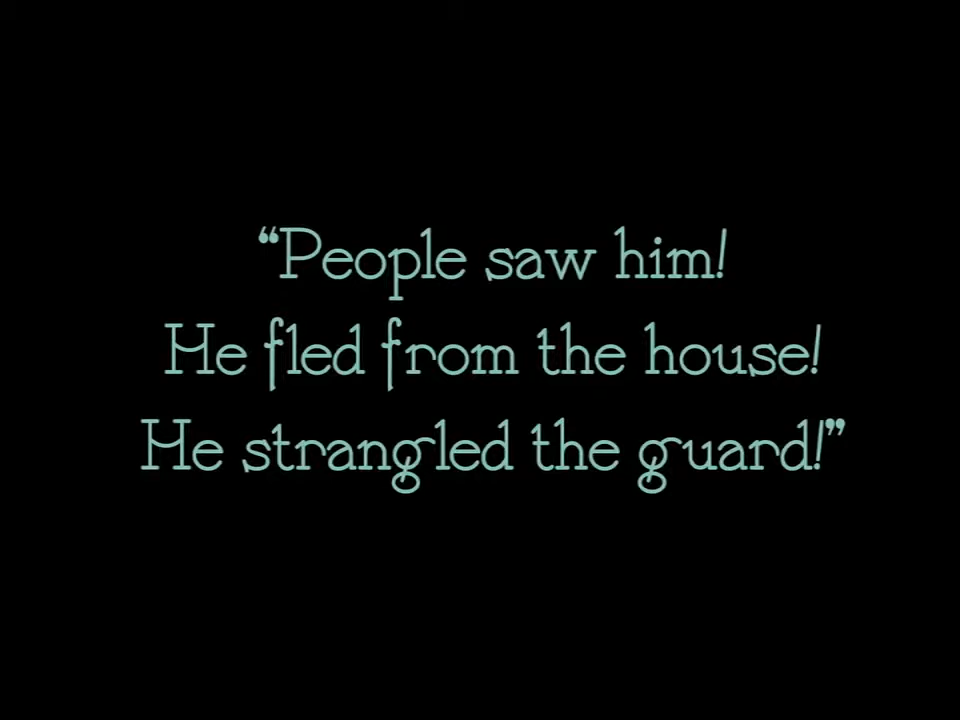 “People saw him!
He fled from the house!
He strangled the guard!”